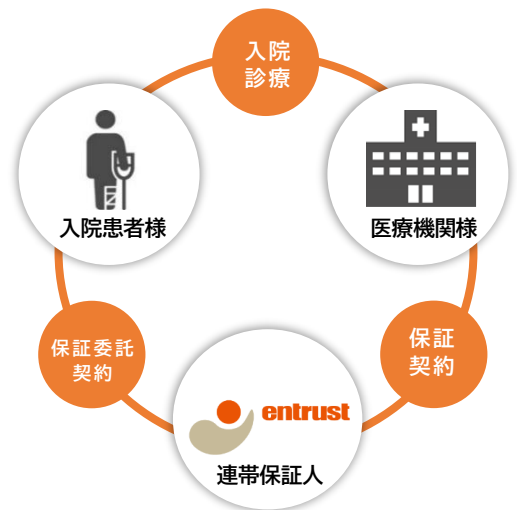 入院
診療
入院患者様
医療機関様
保証委託
契約
保証
契約
entrust
連帯保証人